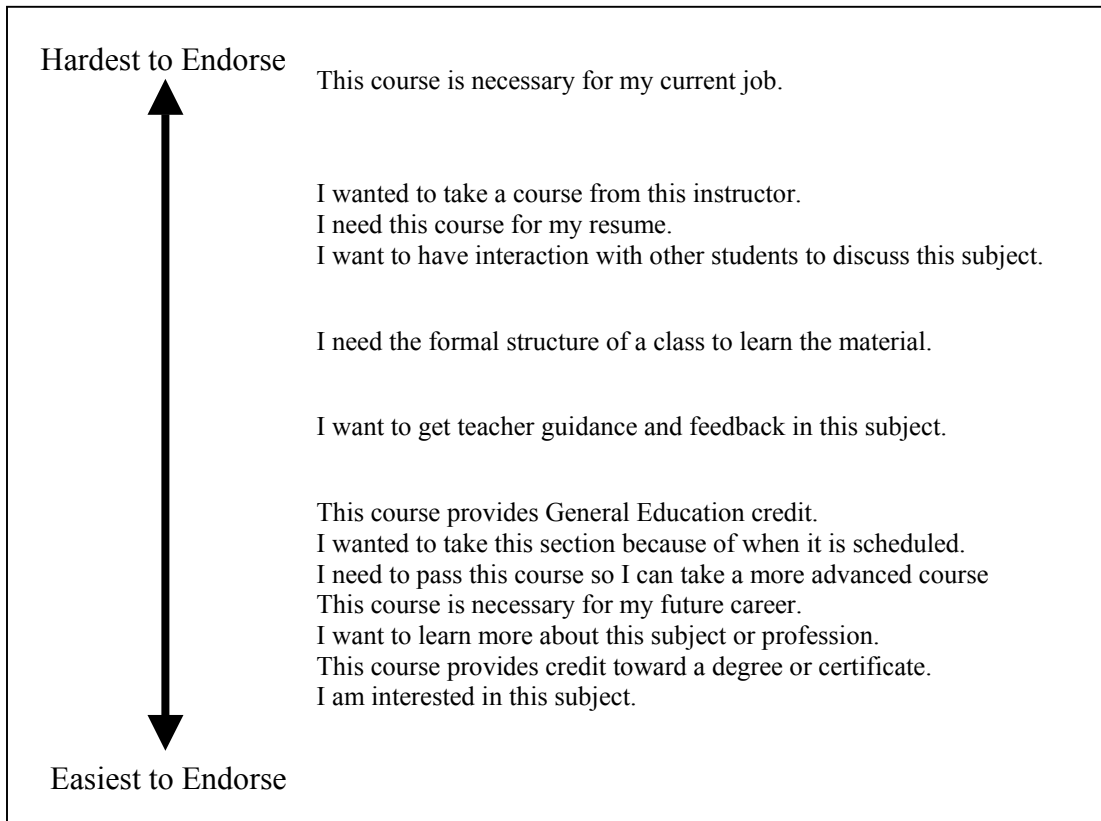 Hardest to Endorse
This course is necessary for my current job.
I wanted to take a course from this instructor.
I need this course for my resume.
I want to have interaction with other students to discuss this subject.
I need the formal structure of a class to learn the material.
I want to get teacher guidance and feedback in this subject.
This course provides General Education credit.
I wanted to take this section because of when it is scheduled.
I need to pass this course so I can take a more advanced course
This course is necessary for my future career.
I want to learn more about this subject or profession.
This course provides credit toward a degree or certificate.
I am interested in this subject.
Easiest to Endorse